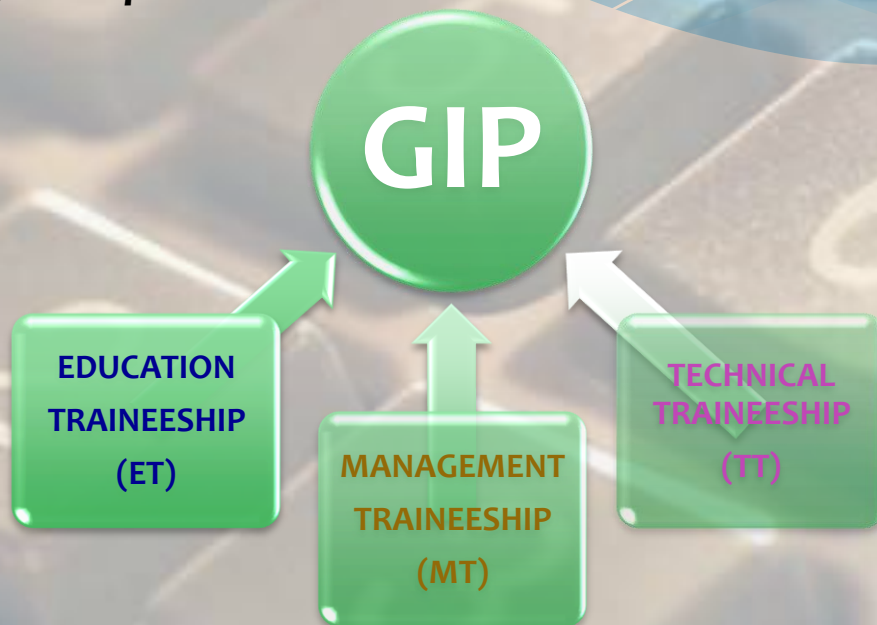 GIP
EDUCATION
TRAINEESHIP
(ET)
MANAGEMENT
TRAINEESHIP
(MT)
TECHNICAL
TRAINEESHIP
(TT)